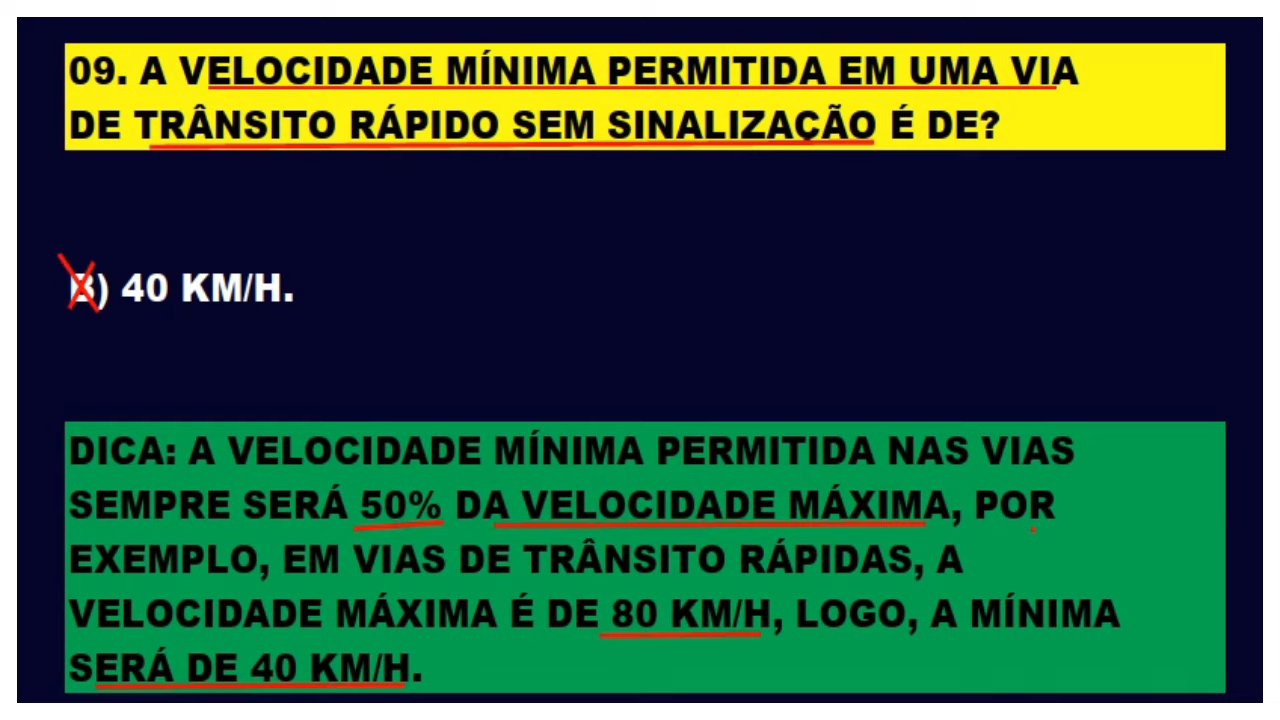 09. A VELOCIDADE MÍNIMA PERMITIDA EM UMA VIA
DE TRÂNSITO RÁPIDO SEM SINALIZAÇÃO É DE?
B) 40 KM/H.
DICA: A VELOCIDADE MÍNIMA PERMITIDA NAS VIAS
SEMPRE SERÁ 50% DA VELOCIDADE MÁXIMA, POR
EXEMPLO, EM VIAS DE TRÂNSITO RÁPIDAS, A
VELOCIDADE MÁXIMA É DE 80 KM/H, LOGO, A MÍNIMA
SERÁ DE 40 KM/H.